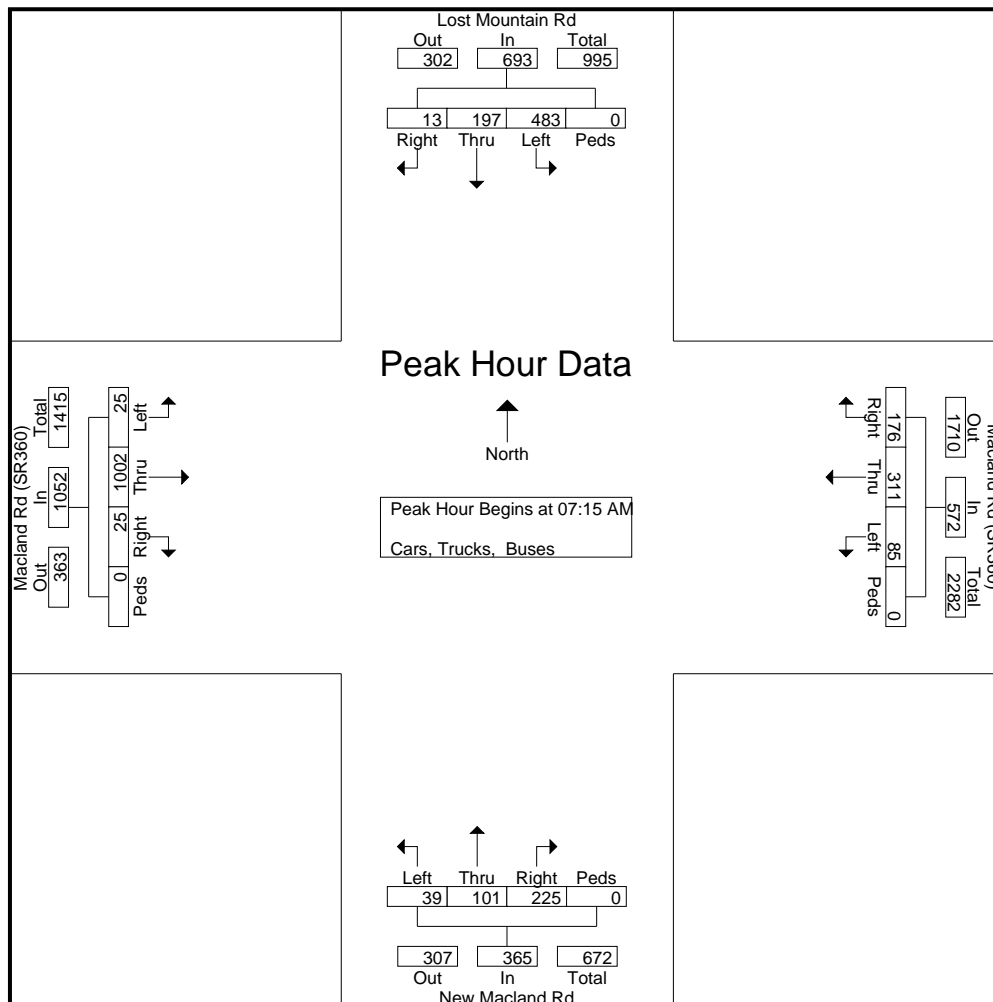 Lost Mountain Rd
Out In Total
302 693 995
13 197 483 0
Right Thru Left Peds
Peak Hour Data
North
Peak Hour Begins at 07:15 AM
Cars, Trucks, Buses
Macland Rd (SR360)
Total In Out
1415 1052 363
25 1002 25 0
Left Thru Right Peds
Macland Rd (SR360)
Out In Total
1710 572 2282
176 311 85 0
Right Thru Left Peds
Left Thru Right Peds
39 101 225 0
307 365 672
Out In Total
New Macland Rd